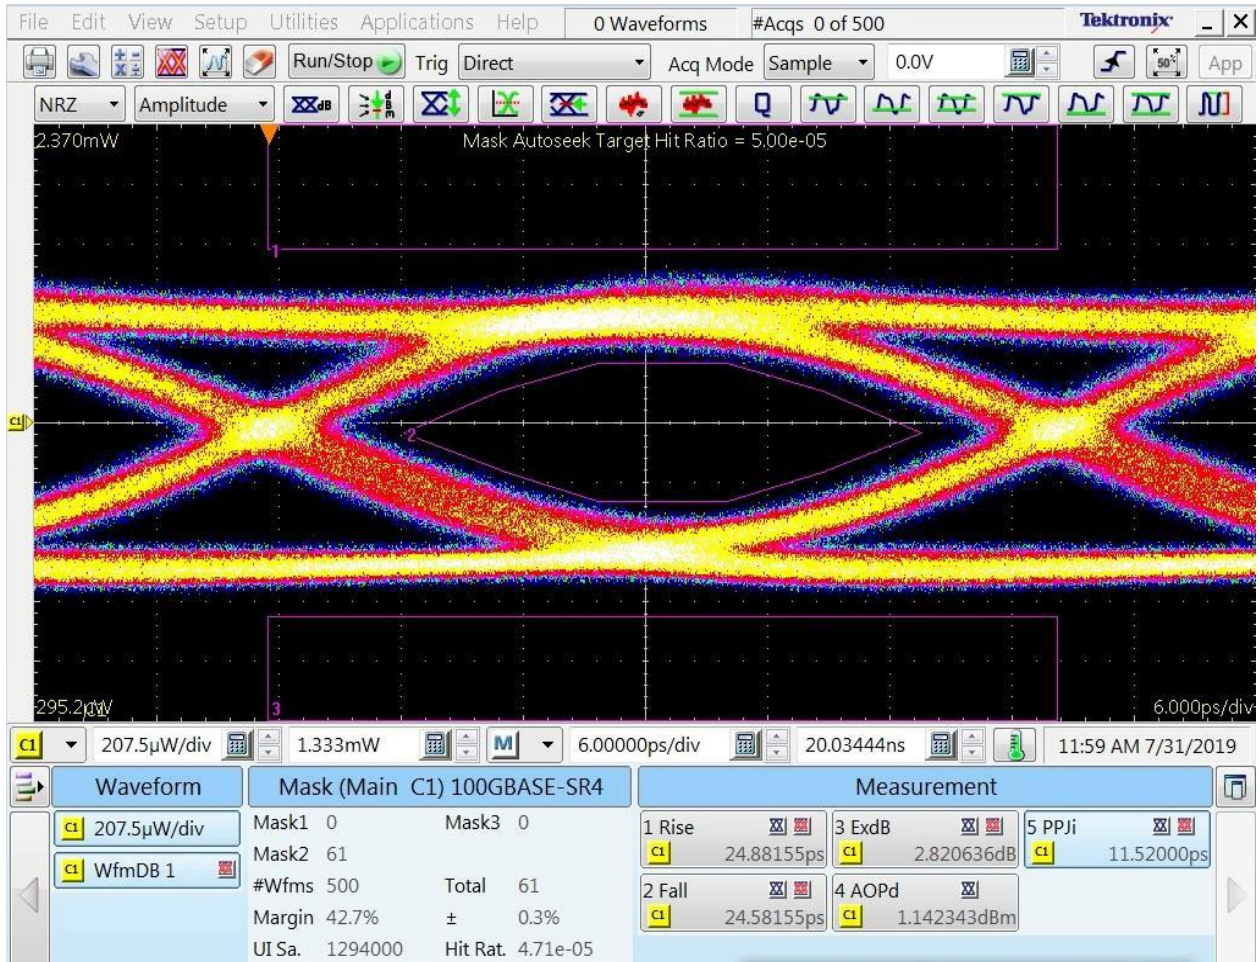 File Edit View Setup Utilities Applications Help 0 Waveforms #Acqs 0 of 500 Tektronix
Run/Stop Trig Direct Acq Mode Sample 0.0V 50% App
NRZ Amplitude dB dBm Q
2.370mW Mask Autoseek Target Hit Ratio = 5.00e-05
1
C1
2
295.2µW 3 6.000ps/div
C1 207.5µW/div 1.333mW M 6.00000ps/div 20.03444ns 11:59 AM 7/31/2019
Waveform Mask (Main C1) 100GBASE-SR4 Measurement
C1 207.5µW/div Mask1 0 Mask3 0 1 Rise 3 ExdB 5 PPJi
C1 WfmDB 1 Mask2 61 C1 24.88155ps C1 2.820636dB C1 11.52000ps
#Wfms 500 Total 61 2 Fall 4 AOPd
Margin 42.7% ± 0.3% C1 24.58155ps C1 1.142343dBm
UI Sa. 1294000 Hit Rat. 4.71e-05